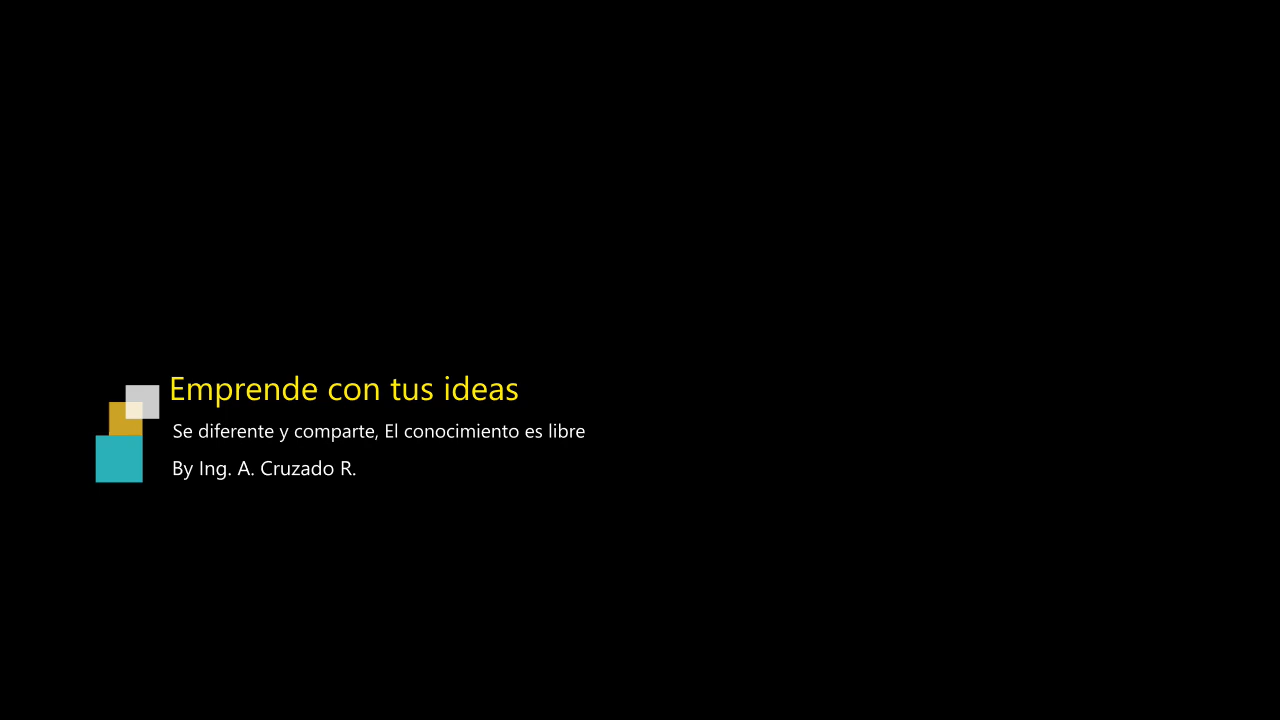 Emprende con tus ideas
Se diferente y comparte, El conocimiento es libre
By Ing. A. Cruzado R.